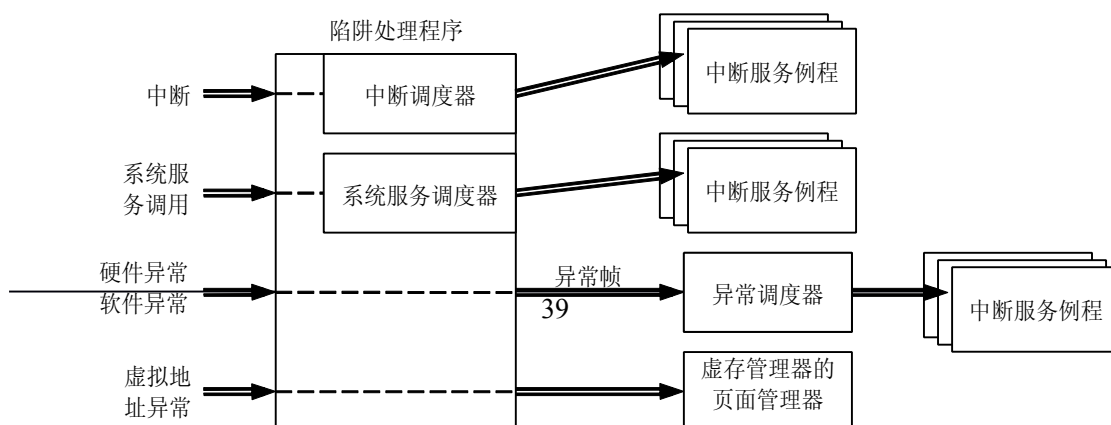 陷阱处理程序
中断
中断调度器
中断服务例程
系统服
务调用
系统服务调度器
中断服务例程
硬件异常
软件异常
异常帧
39
异常调度器
中断服务例程
虚拟地
址异常
虚存管理器的
页面管理器